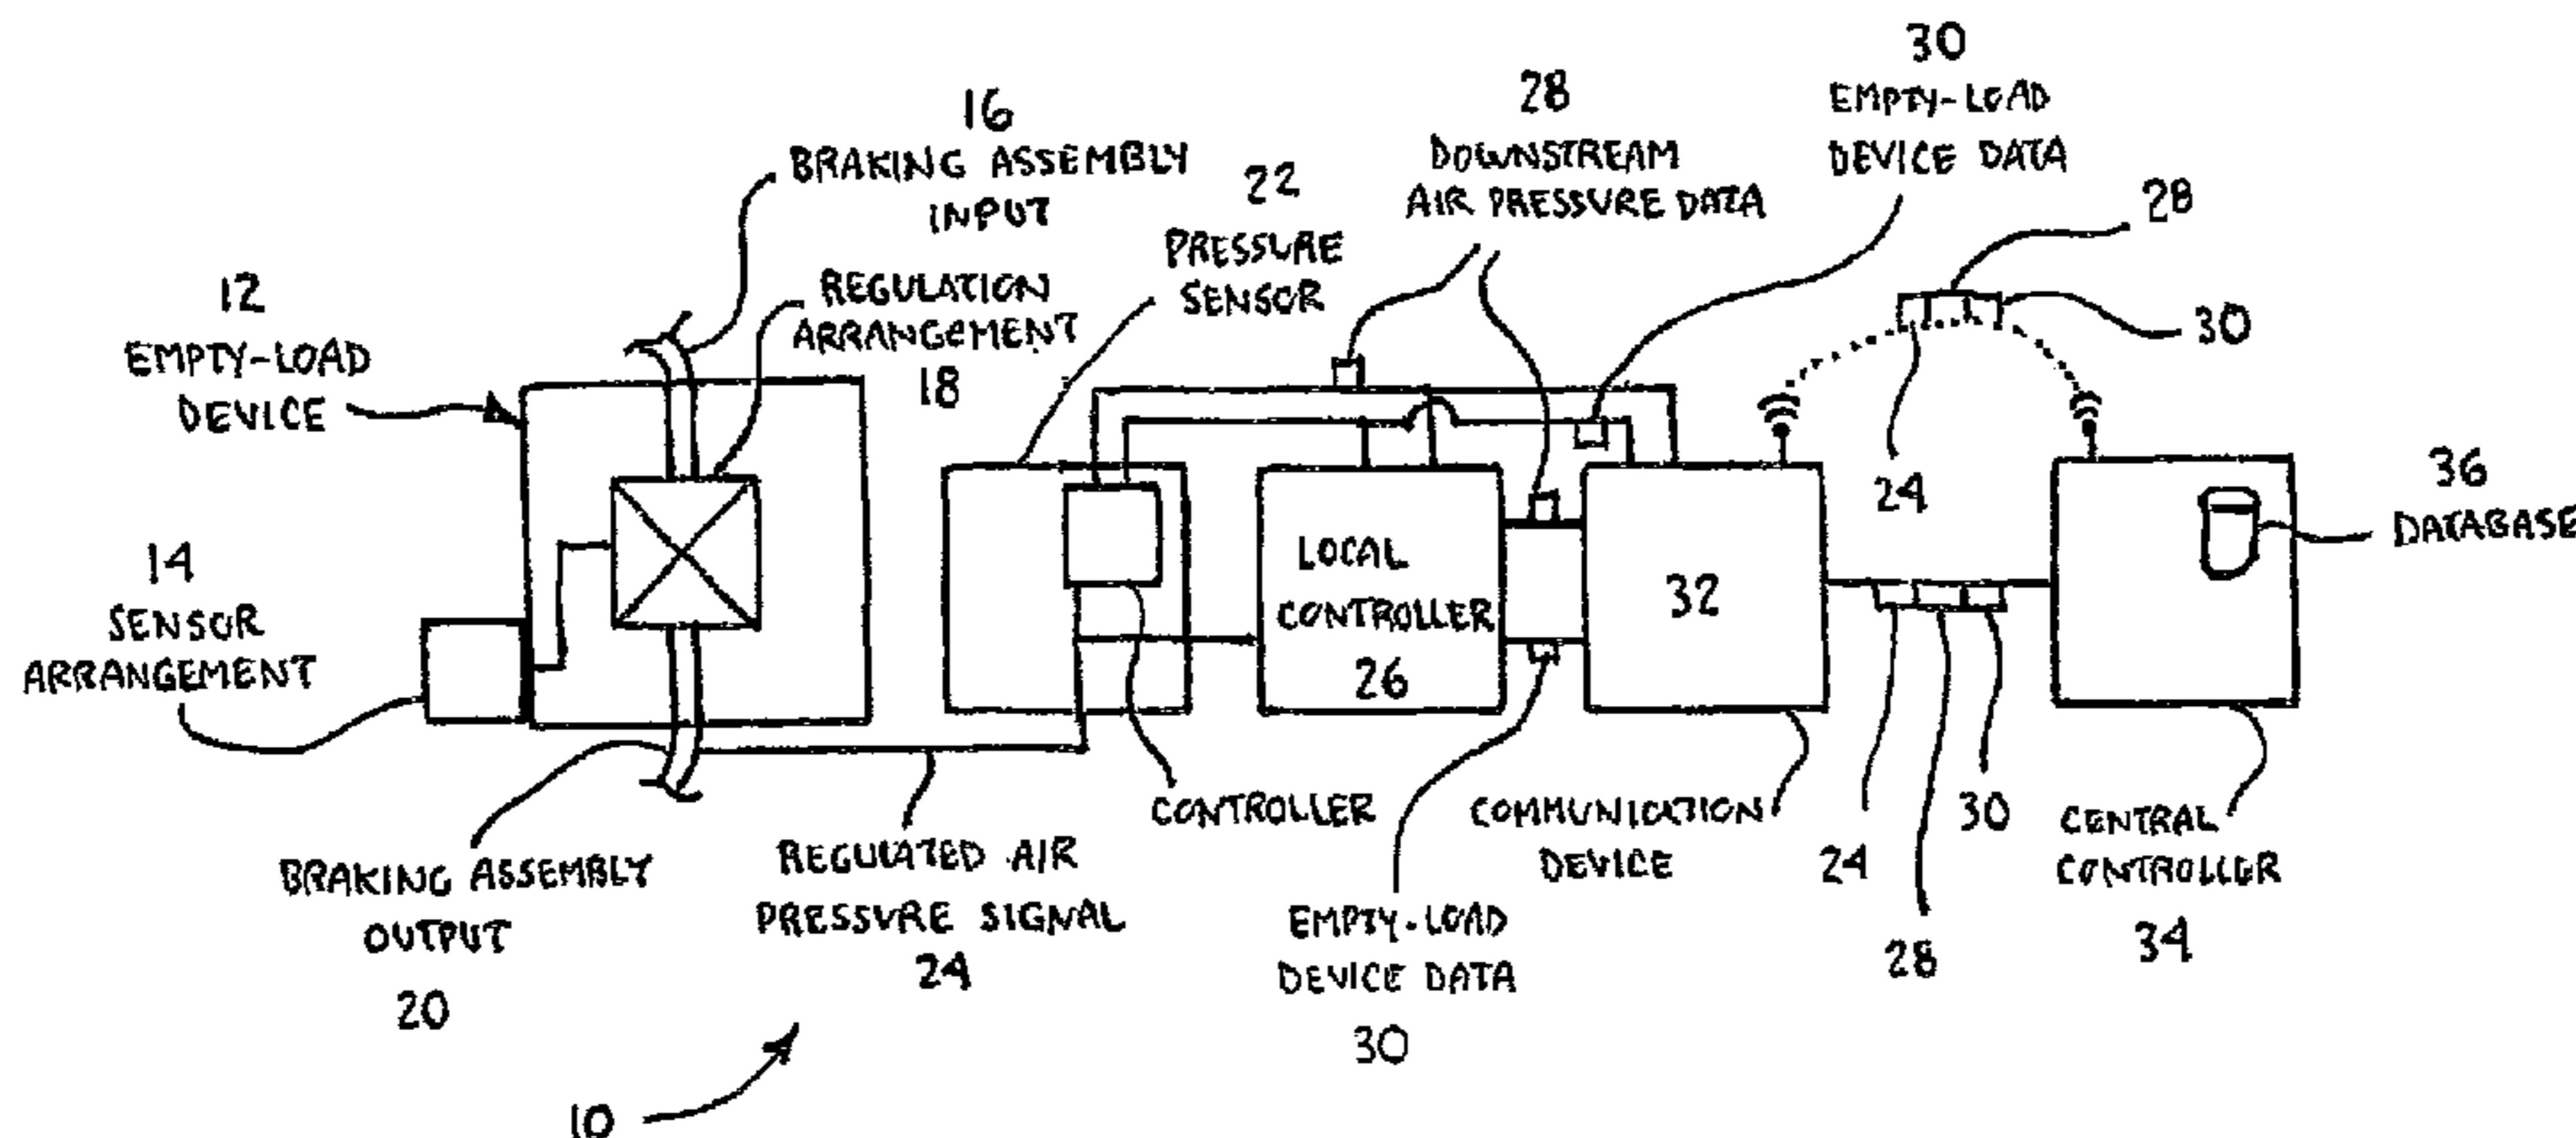 30
EMPTY-LOAD
DEVICE DATA
28
DOWNSTREAM
AIR PRESSURE DATA
16
BRAKING ASSEMBLY
INPUT
22
PRESSURE
SENSOR
28
30
24
12
EMPTY-LOAD
DEVICE
REGULATION
ARRANGEMENT
18
36
DATABASE
14
SENSOR
ARRANGEMENT
LOCAL
CONTROLLER
26
32
CONTROLLER
COMMUNICATION
DEVICE
24
28
30
CENTRAL
CONTROLLER
34
BRAKING ASSEMBLY
OUTPUT
20
REGULATED AIR
PRESSURE SIGNAL
24
EMPTY-LOAD
DEVICE DATA
30
10